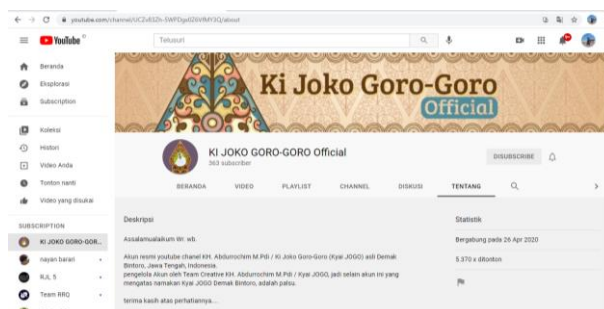 youtube.com/channel/
YouTube
Telusuri
Beranda
Eksplorasi
Subscription
Koleksi
Histori
Video Anda
Tonton nanti
Video yang disukai
SUBSCRIPTION
KI JOKO GORO-GOR...
nayan barari
RJL 5
Team RRQ
Ki Joko Goro-Goro
Official
KI JOKO GORO-GORO Official
363 subscriber
DISUBSCRIBE
BERANDA VIDEO PLAYLIST CHANNEL DISKUSI TENTANG
Deskripsi
Assalamualaikum Wr. wb.
Akun resmi youtube chanel KH. Abdurrochim M.Pdi / Ki Joko Goro-Goro (Kyai JOGO) asli Demak
Bintoro, Jawa Tengah, Indonesia.
pengelola Akun oleh Team Creative KH. Abdurrochim M.Pdi / Kyai JOGO, jadi selain akun ini yang
mengatas namakan Kyai JOGO Demak Bintoro, adalah palsu.
terima kasih atas perhatiannya...
Statistik
Bergabung pada 26 Apr 2020
5.370 x ditonton